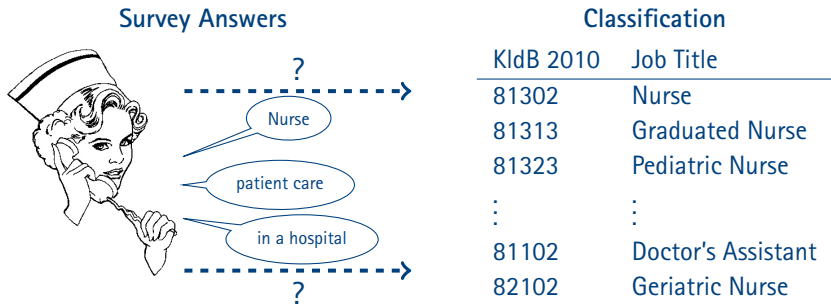 Survey Answers
?
Nurse
patient care
in a hospital
?
Classification
KldB 2010 Job Title
81302 Nurse
81313 Graduated Nurse
81323 Pediatric Nurse
⋮ ⋮
81102 Doctor's Assistant
82102 Geriatric Nurse